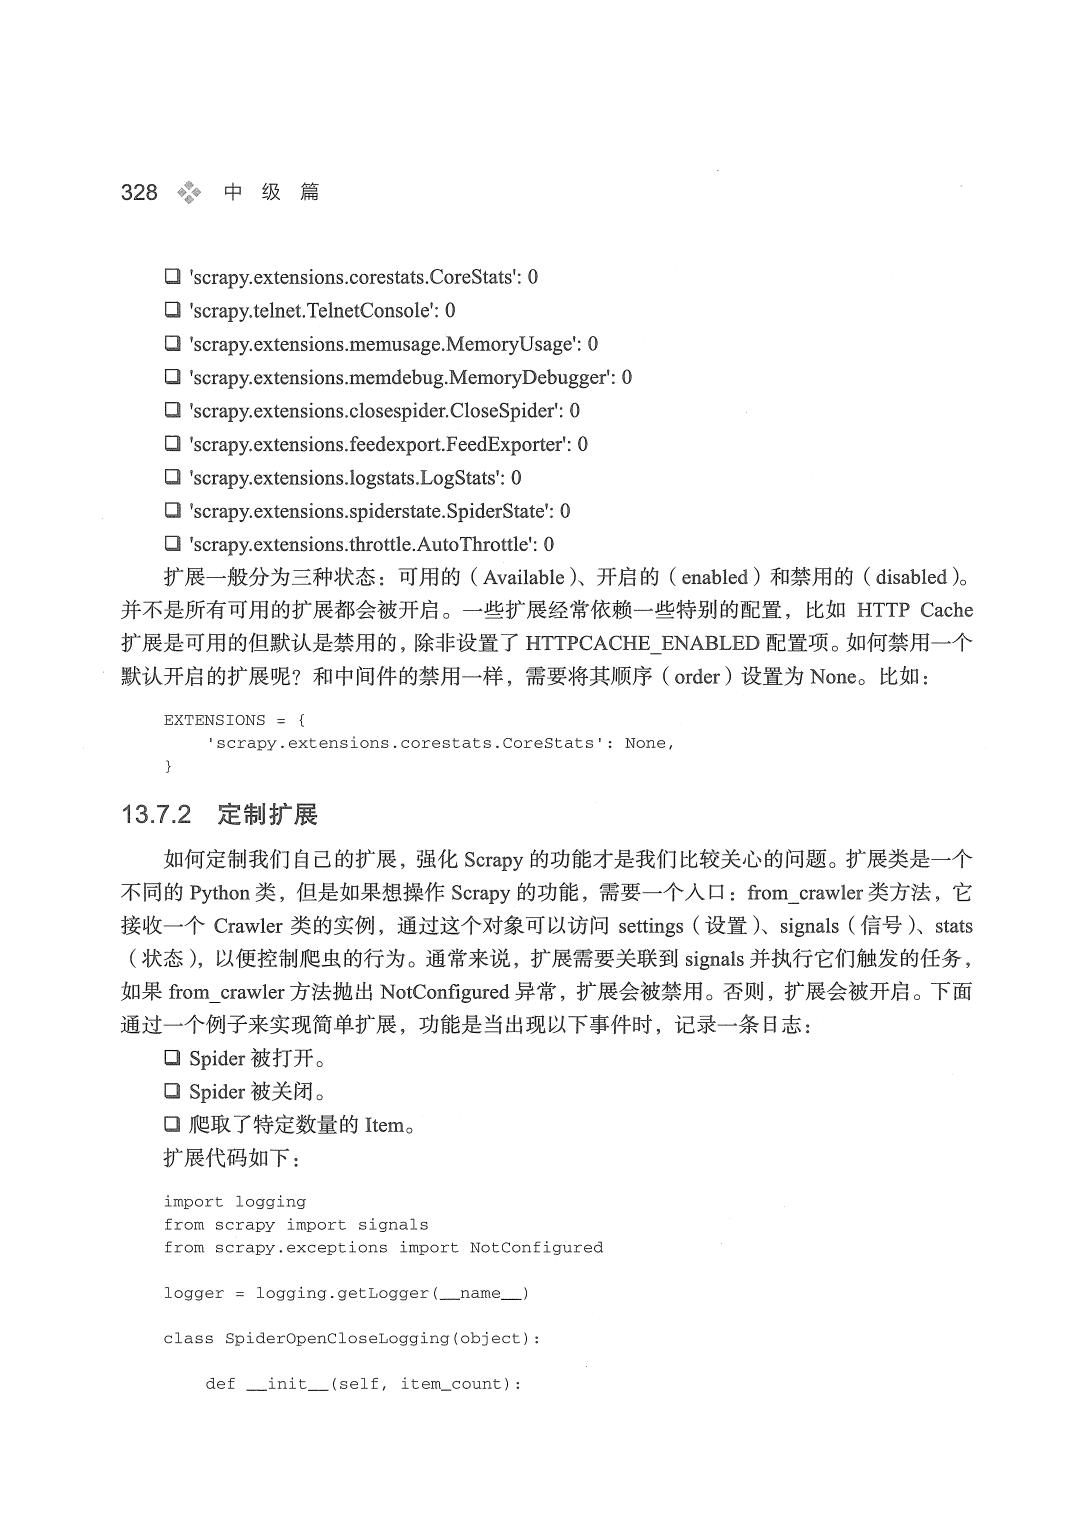 328 中 级 篇
❑ 'scrapy.extensions.corestats.CoreStats': 0
❑ 'scrapy.telnet.TelnetConsole': 0
❑ 'scrapy.extensions.memusage.MemoryUsage': 0
❑ 'scrapy.extensions.memdebug.MemoryDebugger': 0
❑ 'scrapy.extensions.closespider.CloseSpider': 0
❑ 'scrapy.extensions.feedexport.FeedExporter': 0
❑ 'scrapy.extensions.logstats.LogStats': 0
❑ 'scrapy.extensions.spiderstate.SpiderState': 0
❑ 'scrapy.extensions.throttle.AutoThrottle': 0
扩展一般分为三种状态：可用的（Available）、开启的（enabled）和禁用的（disabled）。
并不是所有可用的扩展都会被开启。一些扩展经常依赖一些特别的配置，比如 HTTP Cache
扩展是可用的但默认是禁用的，除非设置了 HTTPCACHE_ENABLED 配置项。如何禁用一个
默认开启的扩展呢？和中间件的禁用一样，需要将其顺序（order）设置为 None。比如：
EXTENSIONS = {
    'scrapy.extensions.corestats.CoreStats': None,
}
13.7.2 定制扩展
如何定制我们自己的扩展，强化 Scrapy 的功能才是我们比较关心的问题。扩展类是一个
不同的 Python 类，但是如果想操作 Scrapy 的功能，需要一个入口：from_crawler 类方法，它
接收一个 Crawler 类的实例，通过这个对象可以访问 settings（设置）、signals（信号）、stats
（状态），以便控制爬虫的行为。通常来说，扩展需要关联到 signals 并执行它们触发的任务，
如果 from_crawler 方法抛出 NotConfigured 异常，扩展会被禁用。否则，扩展会被开启。下面
通过一个例子来实现简单扩展，功能是当出现以下事件时，记录一条日志：
❑ Spider 被打开。
❑ Spider 被关闭。
❑ 爬取了特定数量的 Item。
扩展代码如下：
import logging
from scrapy import signals
from scrapy.exceptions import NotConfigured
logger = logging.getLogger(__name__)
class SpiderOpenCloseLogging(object):
    def __init__(self, item_count):